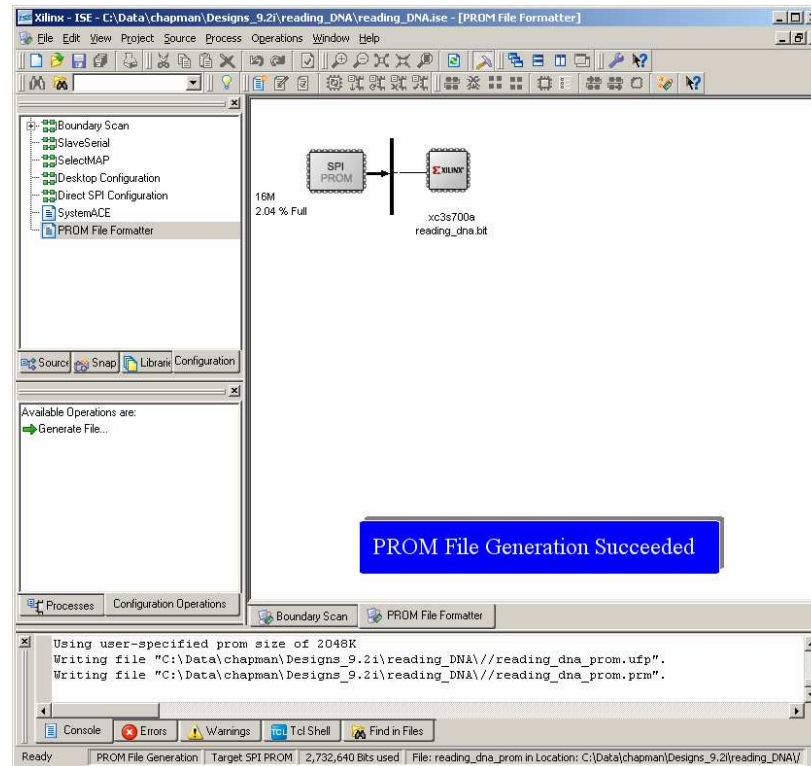 Xilinx - ISE - C:\Data\chapman\Designs_9.2i\reading_DNA\reading_DNA.ise - [PROM File Formatter]
File Edit View Project Source Process Operations Window Help
Boundary Scan
SlaveSerial
SelectMAP
Desktop Configuration
Direct SPI Configuration
SystemACE
PROM File Formatter
Snap Configuration
SPI
PROM
XILINX
16M
2.04 % Full
xc3s700a
reading_dna.bit
Available Operations are:
Generate File...
PROM File Generation Succeeded
Processes Configuration Operations
Boundary Scan PROM File Formatter
Using user-specified prom size of 2048K
Writing file "C:\Data\chapman\Designs_9.2i\reading_DNA\//reading_dna_prom.ufp".
Writing file "C:\Data\chapman\Designs_9.2i\reading_DNA\//reading_dna_prom.prm".
Console Errors Warnings TCL Tcl Shell Find in Files
Ready PROM File Generation Target SPI PROM 2,732,640 Bits used File: reading_dna_prom in Location: C:\Data\chapman\Designs_9.2i\reading_DNA\/